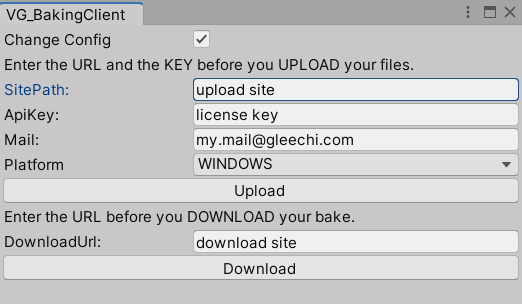 VG_BakingClient
Change Config
Enter the URL and the KEY before you UPLOAD your files.
SitePath: upload site
ApiKey: license key
Mail: my.mail@gleechi.com
Platform WINDOWS
Upload
Enter the URL before you DOWNLOAD your bake.
DownloadUrl: download site
Download